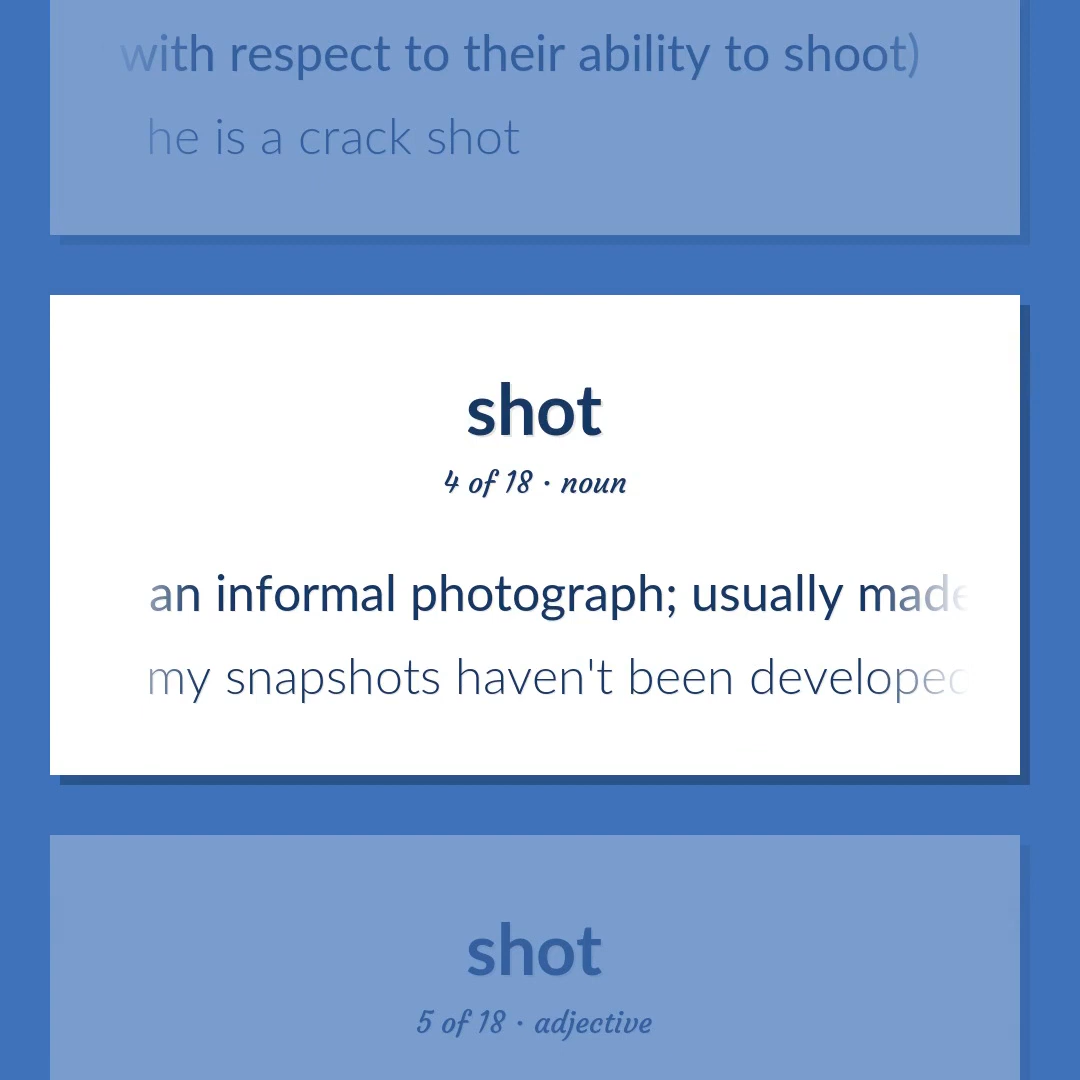 with respect to their ability to shoot)
he is a crack shot
shot
4 of 18 · noun
an informal photograph; usually made
my snapshots haven't been developed
shot
5 of 18 · adjective